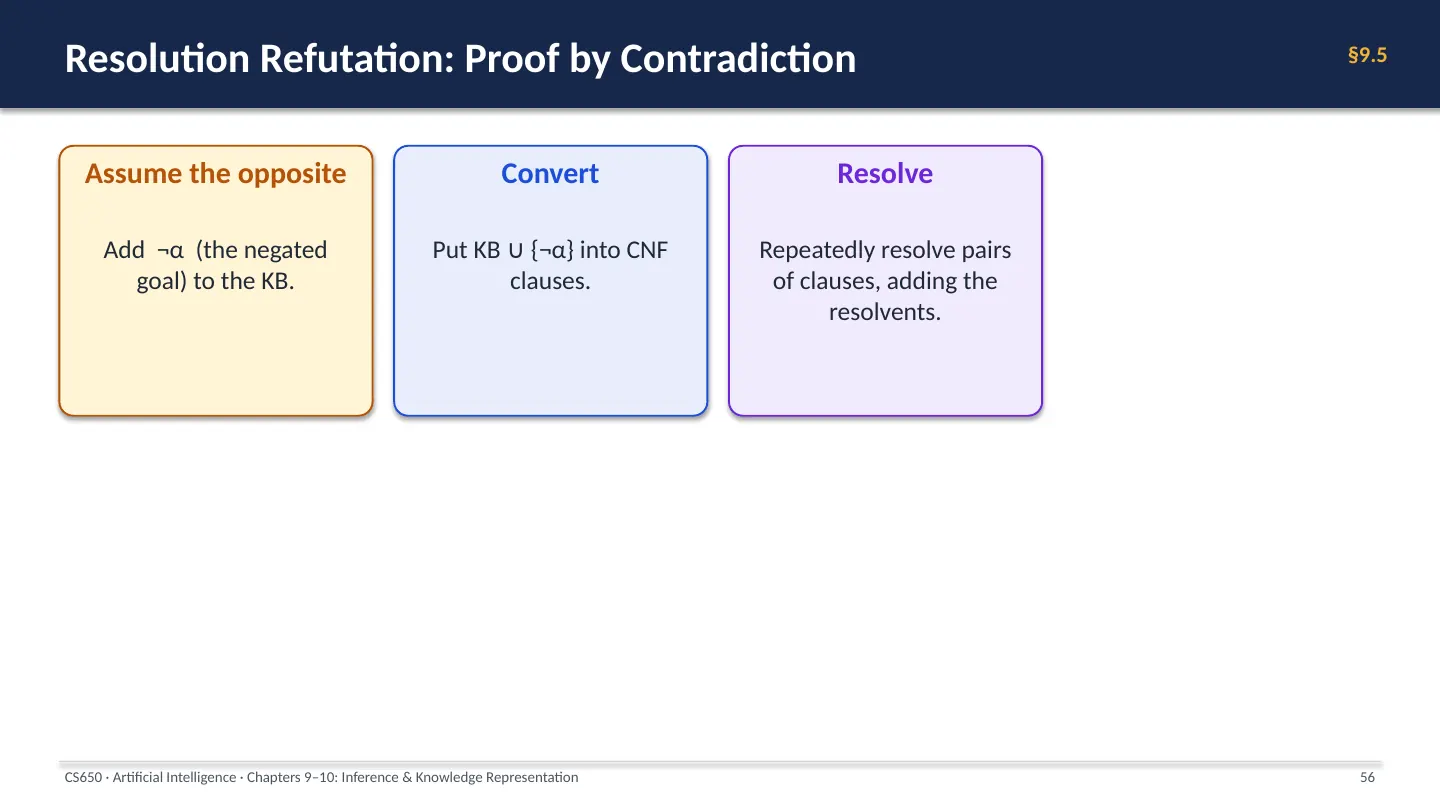 Resolution Refutation: Proof by Contradiction
§9.5
Assume the opposite
Add ¬α (the negated
goal) to the KB.
Convert
Put KB ∪ {¬α} into CNF
clauses.
Resolve
Repeatedly resolve pairs
of clauses, adding the
resolvents.
CS650 · Artificial Intelligence · Chapters 9–10: Inference & Knowledge Representation
56